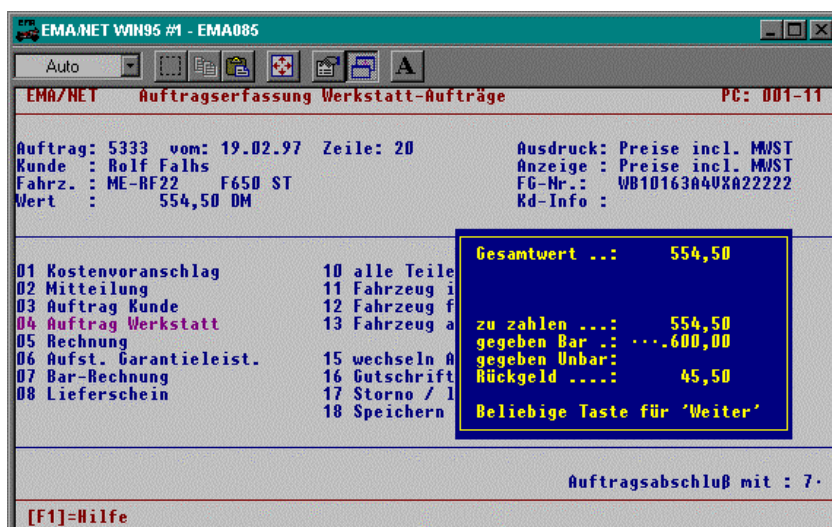 EMA/NET WIN95 #1 - EMA085
Auto
A
EMA/NET Auftragserfassung Werkstatt-Aufträge PC: 001-11
Auftrag: 5333 vom: 19.02.97 Zeile: 20 Ausdruck: Preise incl. MWST
Kunde : Rolf Falhs Anzeige : Preise incl. MWST
Fahrz. : ME-RF22 F650 ST FG-Nr.: WB10163A4VXA22222
Wert : 554,50 DM Kd-Info :
01 Kostenvoranschlag 10 alle Teile
02 Mitteilung 11 Fahrzeug i
03 Auftrag Kunde 12 Fahrzeug f
04 Auftrag Werkstatt 13 Fahrzeug a
05 Rechnung
06 Aufst. Garantieleist. 15 wechseln A
07 Bar-Rechnung 16 Gutschrift
08 Lieferschein 17 Storno / l
18 Speichern
Gesamtwert ..: 554,50
zu zahlen ...: 554,50
gegeben Bar .: ····.600,00
gegeben Unbar:
Rückgeld ....: 45,50
Beliebige Taste für 'Weiter'
Auftragsabschluß mit : 7·
[F1]=Hilfe